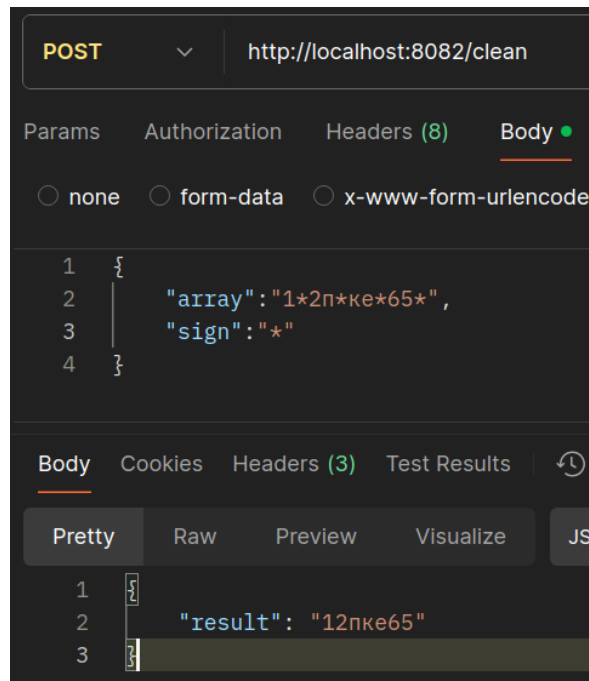 POST http://localhost:8082/clean
Params Authorization Headers (8) Body
none form-data x-www-form-urlencode
1 {
2 "array":"1*2п*ке*65*",
3 "sign":"*"
4 }
Body Cookies Headers (3) Test Results
Pretty Raw Preview Visualize JS
1 {
2 "result": "12пке65"
3 }